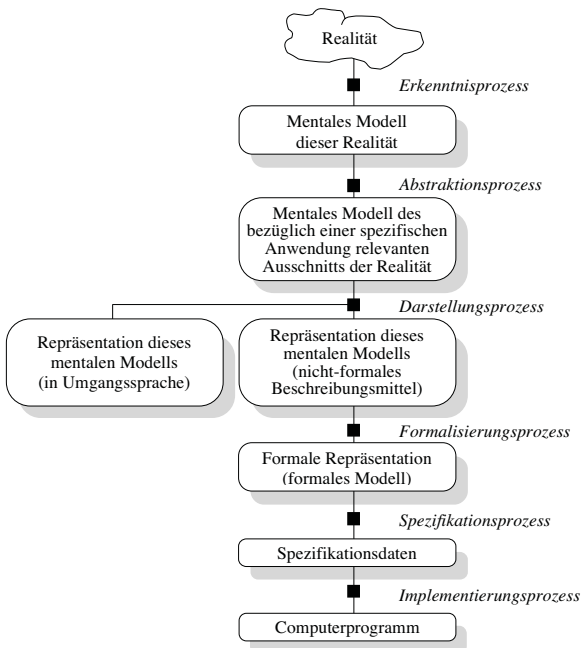 Realität
Erkenntnisprozess
Mentales Modell
dieser Realität
Abstraktionsprozess
Mentales Modell des
bezüglich einer spezifischen
Anwendung relevanten
Ausschnitts der Realität
Darstellungsprozess
Repräsentation dieses
mentalen Modells
(in Umgangssprache)
Repräsentation dieses
mentalen Modells
(nicht-formales
Beschreibungsmittel)
Formalisierungsprozess
Formale Repräsentation
(formales Modell)
Spezifikationsprozess
Spezifikationsdaten
Implementierungsprozess
Computerprogramm